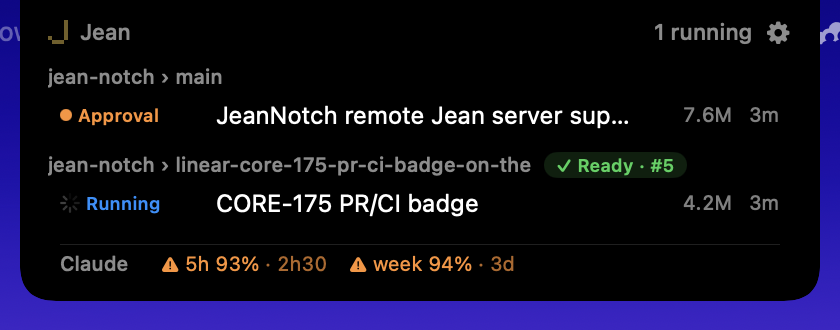 Jean 1 running
jean-notch › main
Approval JeanNotch remote Jean server sup... 7.6M 3m
jean-notch › linear-core-175-pr-ci-badge-on-the ✓ Ready · #5
Running CORE-175 PR/CI badge 4.2M 3m
Claude 5h 93% · 2h30 week 94% · 3d